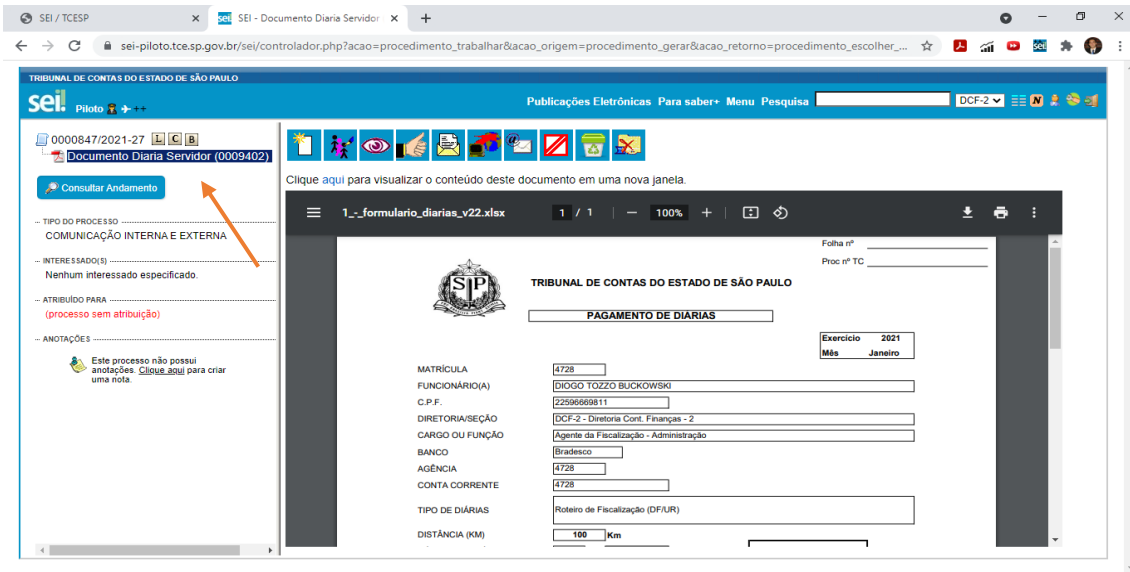 SEI / TCESP
SEI - Documento Diaria Servidor
sei-piloto.tce.sp.gov.br/sei/controlador.php?acao=procedimento_trabalhar&acao_origem=procedimento_gerar&acao_retorno=procedimento_escolher_...
TRIBUNAL DE CONTAS DO ESTADO DE SÃO PAULO
sei! Piloto ++
Publicações Eletrônicas Para saber+ Menu Pesquisa DCF-2
0000847/2021-27 L C B
Documento Diaria Servidor (0009402)
Consultar Andamento
TIPO DO PROCESSO
COMUNICAÇÃO INTERNA E EXTERNA
INTERESSADO(S)
Nenhum interessado especificado.
ATRIBUÍDO PARA
(processo sem atribuição)
ANOTAÇÕES
Este processo não possui
anotações. Clique aqui para criar
uma nota.
Clique aqui para visualizar o conteúdo deste documento em uma nova janela.
1_-_formulario_diarias_v22.xlsx 1 / 1 100%
Folha nº
Proc nº TC
SP
TRIBUNAL DE CONTAS DO ESTADO DE SÃO PAULO
PAGAMENTO DE DIARIAS
Exercício 2021
Mês Janeiro
MATRÍCULA 4728
FUNCIONÁRIO(A) DIOGO TOZZO BUCKOWSKI
C.P.F. 22596669811
DIRETORIA/SEÇÃO DCF-2 - Diretoria Cont. Finanças - 2
CARGO OU FUNÇÃO Agente da Fiscalização - Administração
BANCO Bradesco
AGÊNCIA 4728
CONTA CORRENTE 4728
TIPO DE DIÁRIAS Roteiro de Fiscalização (DF/UR)
DISTÂNCIA (KM) 100 Km